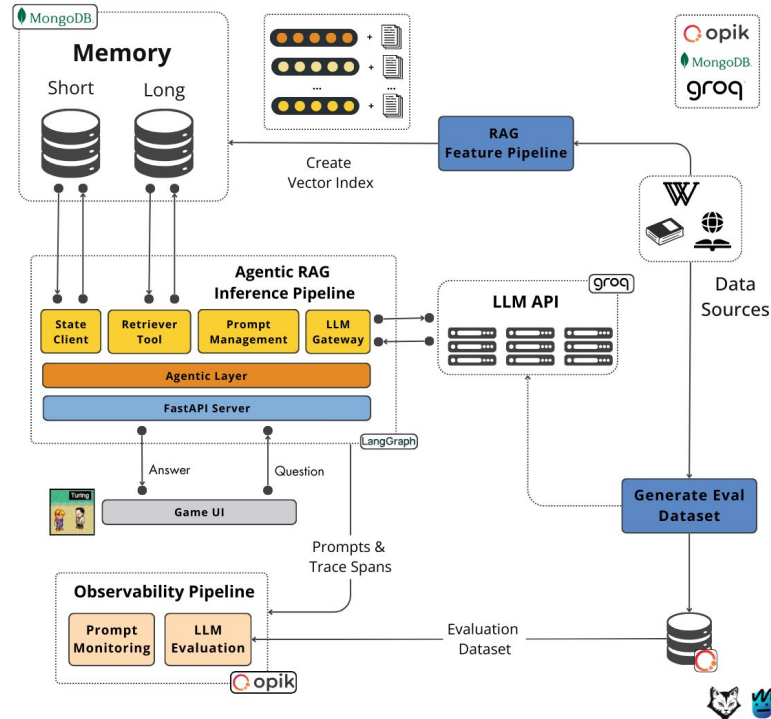 MongoDB.
Memory
Short
Long
+
+
...
...
+
opik
MongoDB.
groq
RAG
Feature Pipeline
Create
Vector Index
W
Data
Sources
Agentic RAG
Inference Pipeline
groq
LLM API
State
Client
Retriever
Tool
Prompt
Management
LLM
Gateway
Agentic Layer
FastAPI Server
LangGraph
Answer
Question
Turing
Game UI
Generate Eval
Dataset
Prompts &
Trace Spans
Observability Pipeline
Prompt
Monitoring
LLM
Evaluation
Evaluation
Dataset
opik